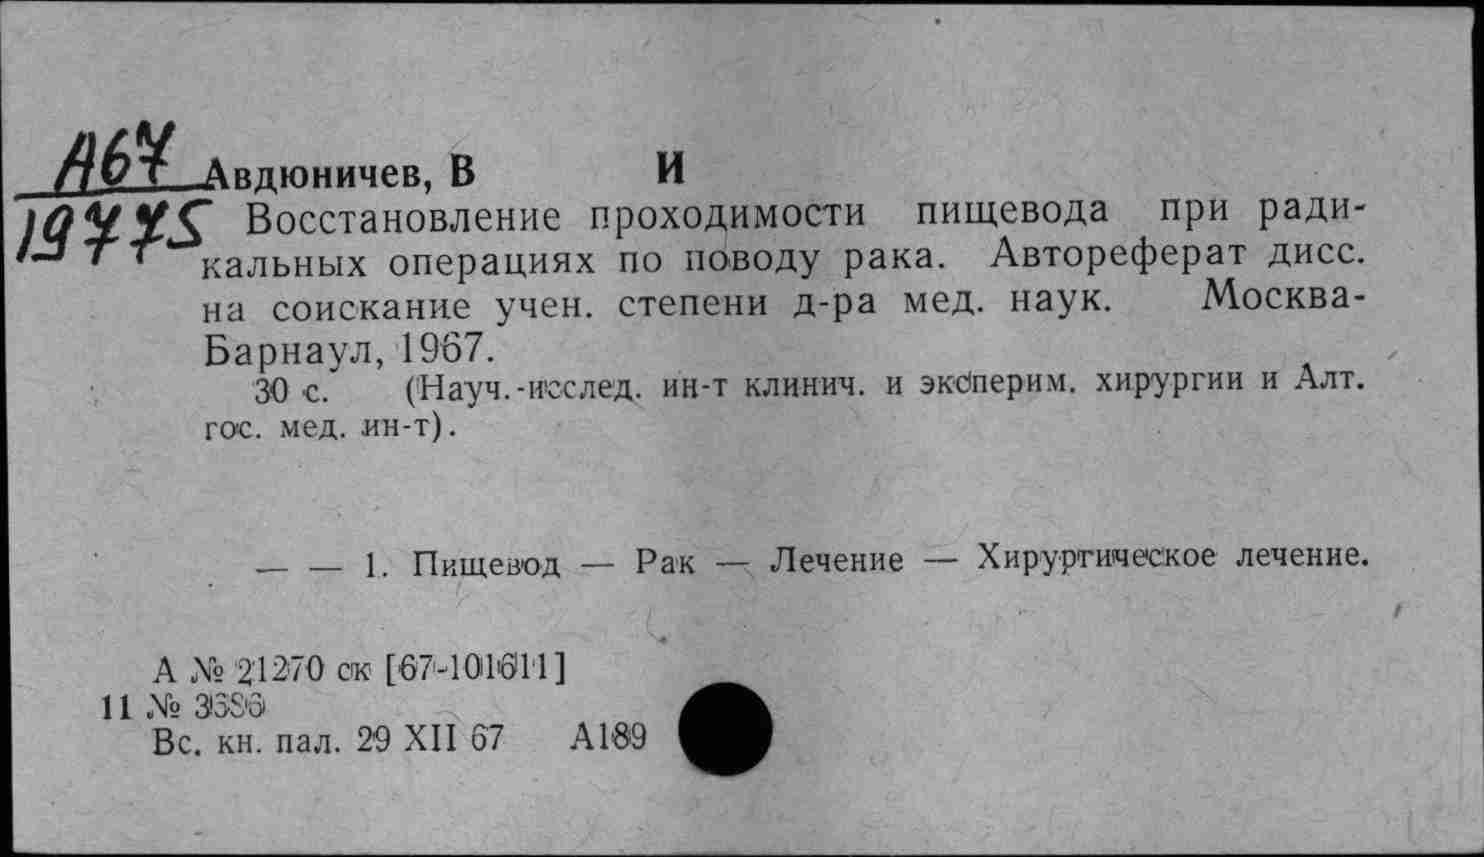 А67
19775
Авдюничев, В И
Восстановление проходимости пищевода при ради-
кальных операциях по поводу рака. Автореферат дисс.
на соискание учен. степени д-ра мед. наук. Москва-
Барнаул, 1967.
30 с. (Науч.-исслед. ин-т клинич. и эксперим. хирургии и Алт.
гос. мед. ин-т).
— — 1. Пищевод — Рак — Лечение — Хирургическое лечение.
А № 21270 ск [67-101611]
11 №
Вс. кн. пал. 29 XII 67 А189